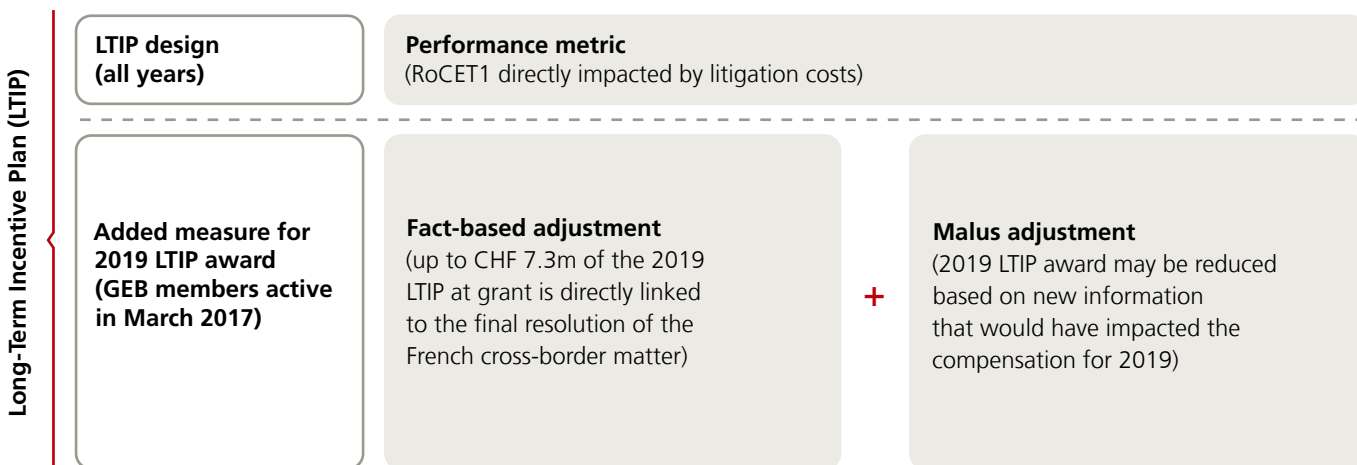 Long-Term Incentive Plan (LTIP)
LTIP design
(all years)
Performance metric
(RoCET1 directly impacted by litigation costs)
Added measure for
2019 LTIP award
(GEB members active
in March 2017)
Fact-based adjustment
(up to CHF 7.3m of the 2019
LTIP at grant is directly linked
to the final resolution of the
French cross-border matter)
+
Malus adjustment
(2019 LTIP award may be reduced
based on new information
that would have impacted the
compensation for 2019)